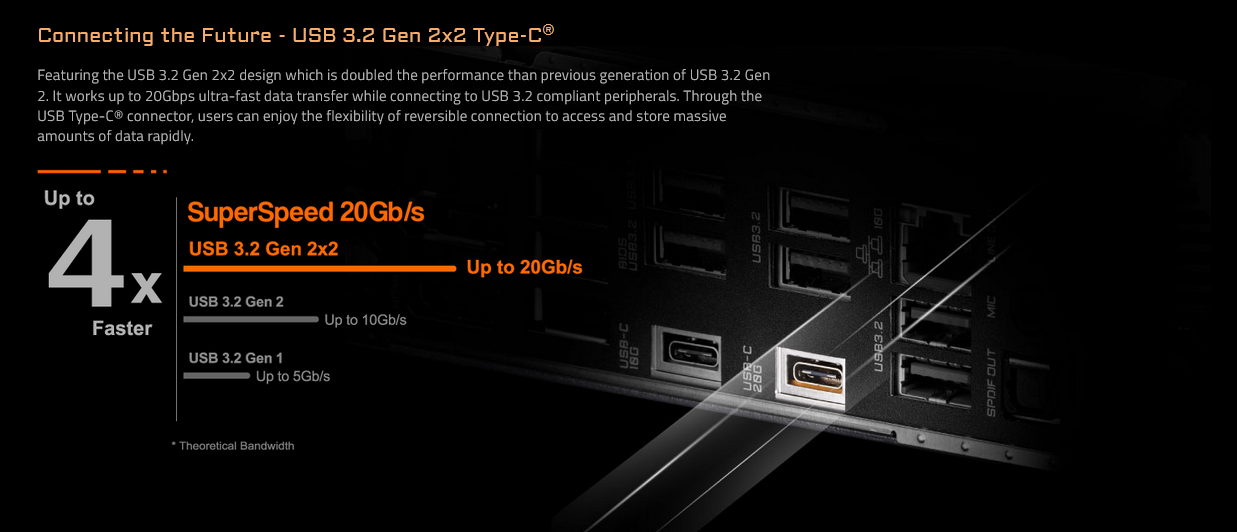 Connecting the Future - USB 3.2 Gen 2x2 Type-C®
Featuring the USB 3.2 Gen 2x2 design which is doubled the performance than previous generation of USB 3.2 Gen
2. It works up to 20Gbps ultra-fast data transfer while connecting to USB 3.2 compliant peripherals. Through the
USB Type-C® connector, users can enjoy the flexibility of reversible connection to access and store massive
amounts of data rapidly.
Up to
4x
Faster
SuperSpeed 20Gb/s
USB 3.2 Gen 2x2
Up to 20Gb/s
USB 3.2 Gen 2
Up to 10Gb/s
USB 3.2 Gen 1
Up to 5Gb/s
* Theoretical Bandwidth
BIOS
USB3.2
USB3.2
10G
USB-C
10G
USB-C
20G
USB3.2
MIC
SPDIF OUT